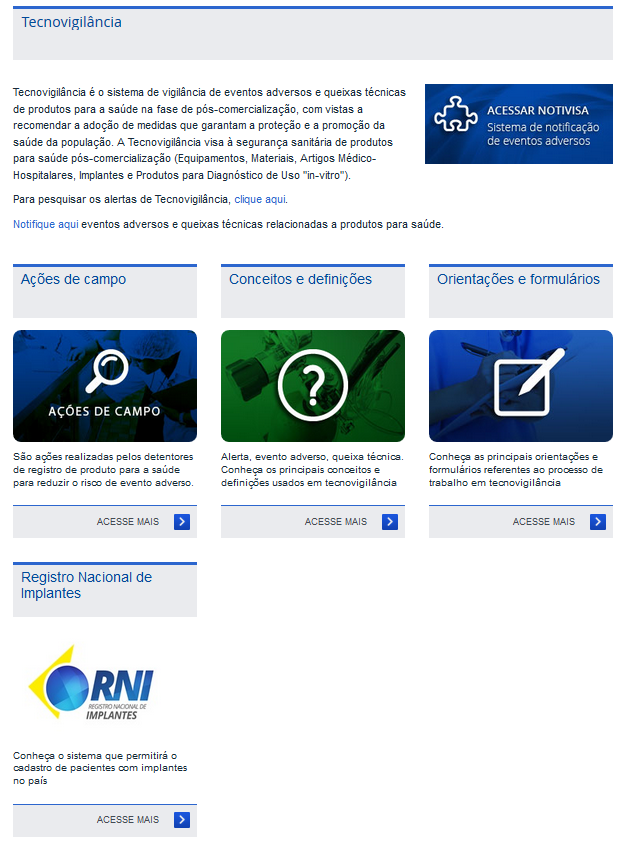 Tecnovigilância
Tecnovigilância é o sistema de vigilância de eventos adversos e queixas técnicas
de produtos para a saúde na fase de pós-comercialização, com vistas a
recomendar a adoção de medidas que garantam a proteção e a promoção da
saúde da população. A Tecnovigilância visa à segurança sanitária de produtos
para saúde pós-comercialização (Equipamentos, Materiais, Artigos Médico-
Hospitalares, Implantes e Produtos para Diagnóstico de Uso "in-vitro").
ACESSAR NOTIVISA
Sistema de notificação
de eventos adversos
Para pesquisar os alertas de Tecnovigilância, clique aqui.
Notifique aqui eventos adversos e queixas técnicas relacionadas a produtos para saúde.
Ações de campo
AÇÕES DE CAMPO
São ações realizadas pelos detentores
de registro de produto para a saúde
para reduzir o risco de evento adverso.
ACESSE MAIS
Conceitos e definições
?
Alerta, evento adverso, queixa técnica.
Conheça os principais conceitos e
definições usados em tecnovigilância
ACESSE MAIS
Orientações e formulários
Conheça as principais orientações e
formulários referentes ao processo de
trabalho em tecnovigilância
ACESSE MAIS
Registro Nacional de
Implantes
RNI
REGISTRO NACIONAL DE
IMPLANTES
Conheça o sistema que permitirá o
cadastro de pacientes com implantes
no país
ACESSE MAIS